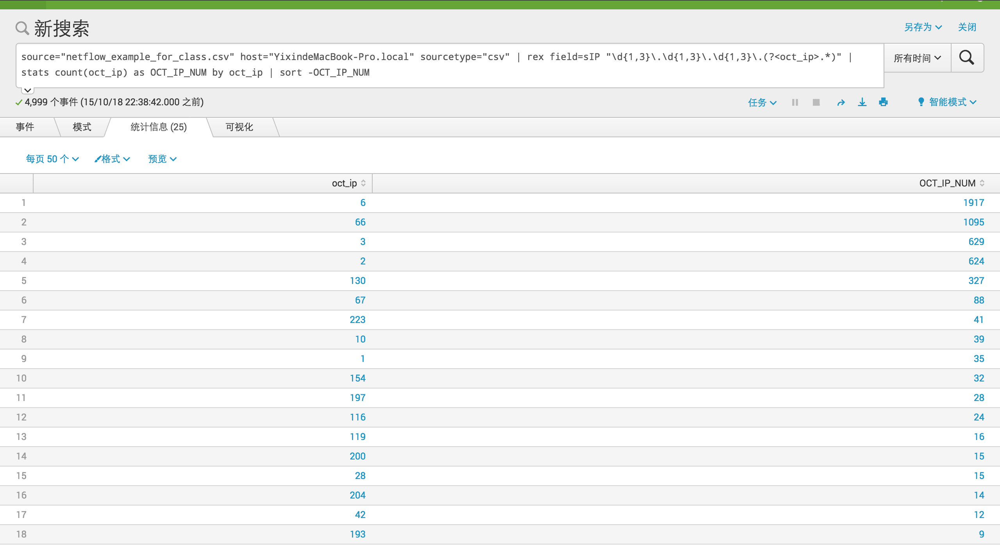 新搜索
另存为 关闭
source="netflow_example_for_class.csv" host="YixindeMacBook-Pro.local" sourcetype="csv" | rex field=sIP "\d{1,3}\.\d{1,3}\.\d{1,3}\.(?<oct_ip>.*)" |
stats count(oct_ip) as OCT_IP_NUM by oct_ip | sort -OCT_IP_NUM
所有时间
4,999 个事件 (15/10/18 22:38:42.000 之前)
任务 智能模式
事件 模式 统计信息 (25) 可视化
每页 50 个 格式 预览
oct_ip OCT_IP_NUM
1 6 1917
2 66 1095
3 3 629
4 2 624
5 130 327
6 67 88
7 223 41
8 10 39
9 1 35
10 154 32
11 197 28
12 116 24
13 119 16
14 200 15
15 28 15
16 204 14
17 42 12
18 193 9